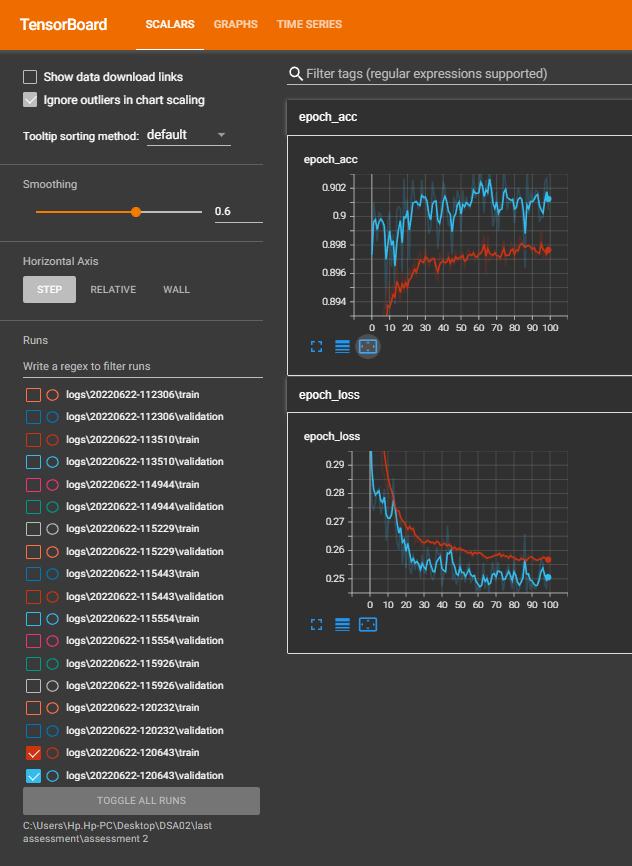 TensorBoard
SCALARS
GRAPHS
TIME SERIES
Show data download links
Ignore outliers in chart scaling
Tooltip sorting method:
default
Smoothing
0.6
Horizontal Axis
STEP
RELATIVE
WALL
Runs
Write a regex to filter runs
logs\20220622-112306\train
logs\20220622-112306\validation
logs\20220622-113510\train
logs\20220622-113510\validation
logs\20220622-114944\train
logs\20220622-114944\validation
logs\20220622-115229\train
logs\20220622-115229\validation
logs\20220622-115443\train
logs\20220622-115443\validation
logs\20220622-115554\train
logs\20220622-115554\validation
logs\20220622-115926\train
logs\20220622-115926\validation
logs\20220622-120232\train
logs\20220622-120232\validation
logs\20220622-120643\train
logs\20220622-120643\validation
TOGGLE ALL RUNS
C:\Users\Hp.Hp-PC\Desktop\DSA02\last
assessment\assessment 2
Filter tags (regular expressions supported)
epoch_acc
epoch_acc
0.902
0.9
0.898
0.896
0.894
0 10 20 30 40 50 60 70 80 90 100
epoch_loss
epoch_loss
0.29
0.28
0.27
0.26
0.25
0 10 20 30 40 50 60 70 80 90 100